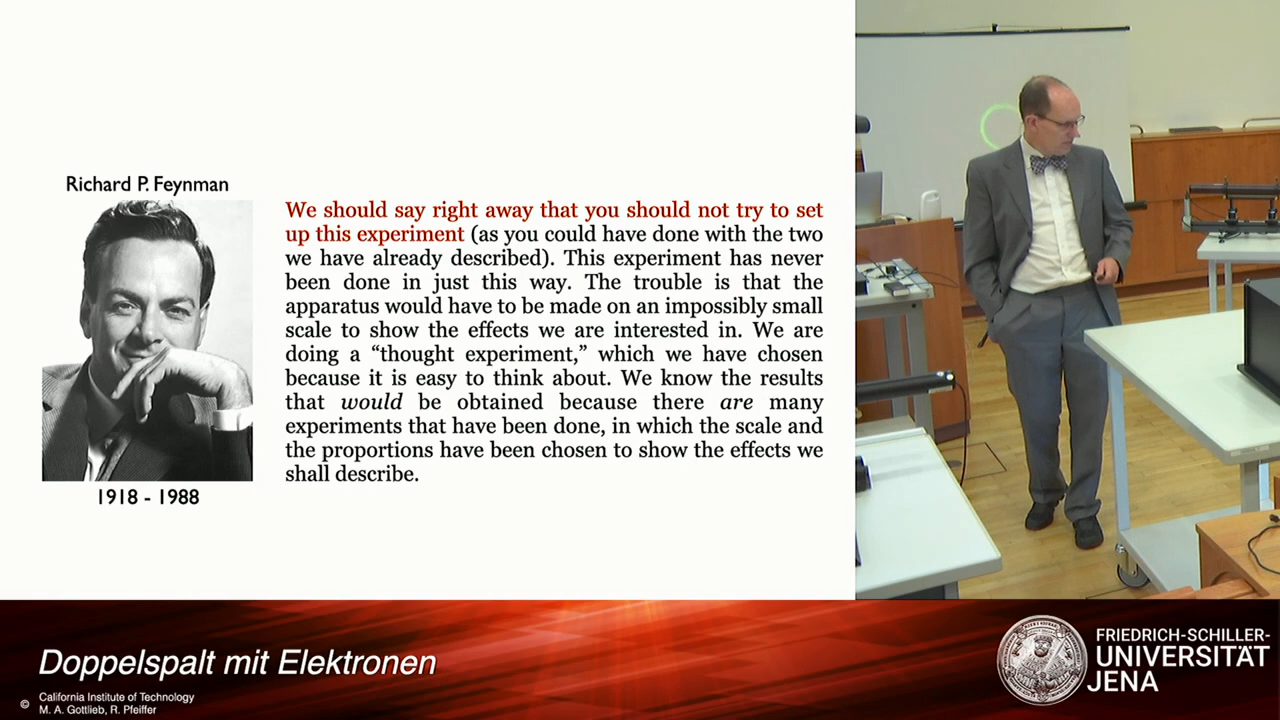 Richard P. Feynman
We should say right away that you should not try to set
up this experiment (as you could have done with the two
we have already described). This experiment has never
been done in just this way. The trouble is that the
apparatus would have to be made on an impossibly small
scale to show the effects we are interested in. We are
doing a “thought experiment,” which we have chosen
because it is easy to think about. We know the results
that would be obtained because there are many
experiments that have been done, in which the scale and
the proportions have been chosen to show the effects we
shall describe.
1918 - 1988
Doppelspalt mit Elektronen
© California Institute of Technology
M. A. Gottlieb, R. Pfeiffer
FRIEDRICH-SCHILLER-
UNIVERSITÄT
JENA